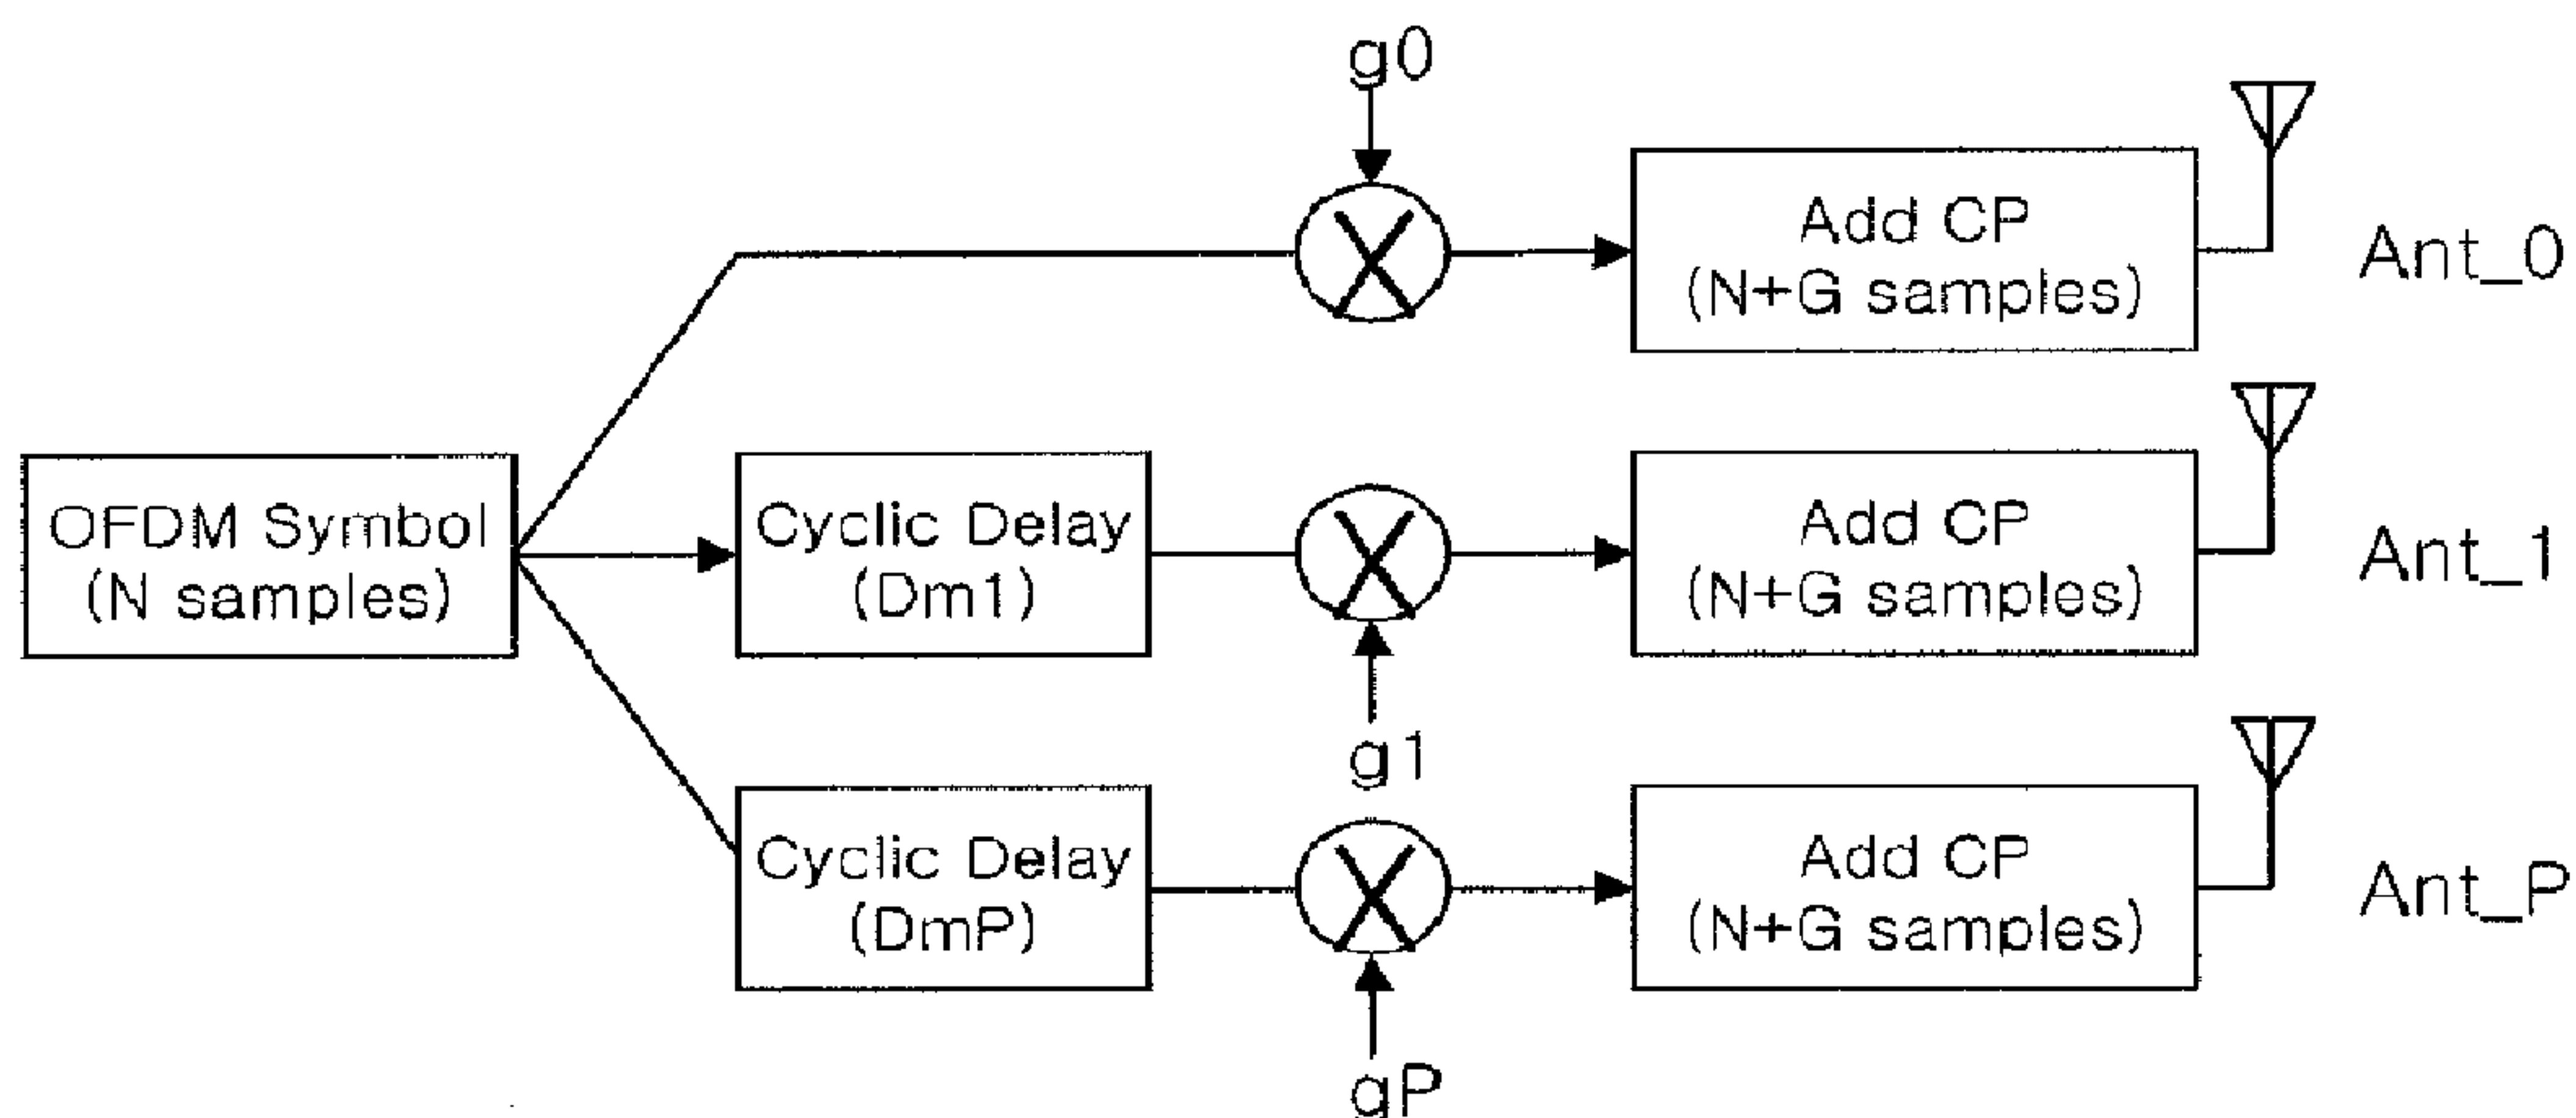 g0
Add CP
(N+G samples)
Ant_0
OFDM Symbol
(N samples)
Cyclic Delay
(Dm1)
Add CP
(N+G samples)
Ant_1
g1
Cyclic Delay
(DmP)
Add CP
(N+G samples)
Ant_P
gP